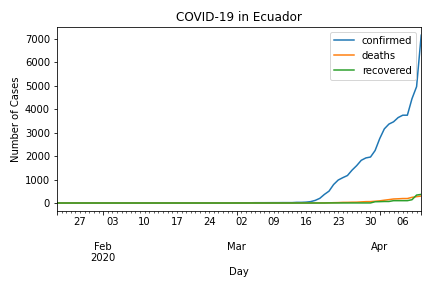 COVID-19 in Ecuador
confirmed
deaths
recovered
Number of Cases
7000
6000
5000
4000
3000
2000
1000
0
27 03 10 17 24 02 09 16 23 30 06
Feb Mar Apr
2020
Day